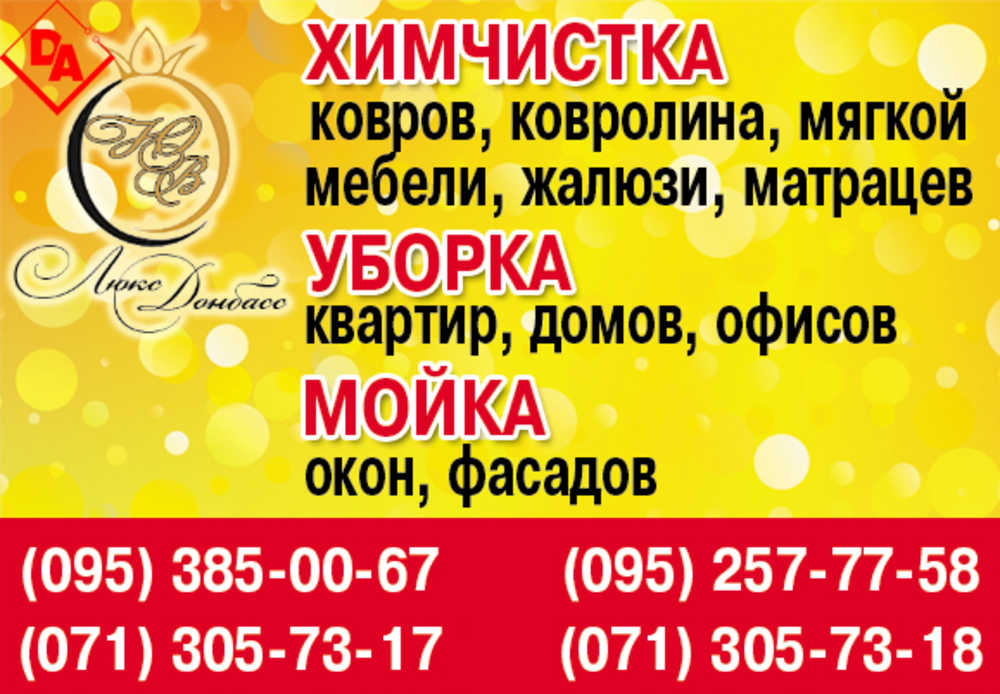 DA
ХИМЧИСТКА
ковров, ковролина, мягкой
мебели, жалюзи, матрацев
ЮВ
Люкс Донбасс
УБОРКА
квартир, домов, офисов
МОЙКА
окон, фасадов
(095) 385-00-67 (095) 257-77-58
(071) 305-73-17 (071) 305-73-18